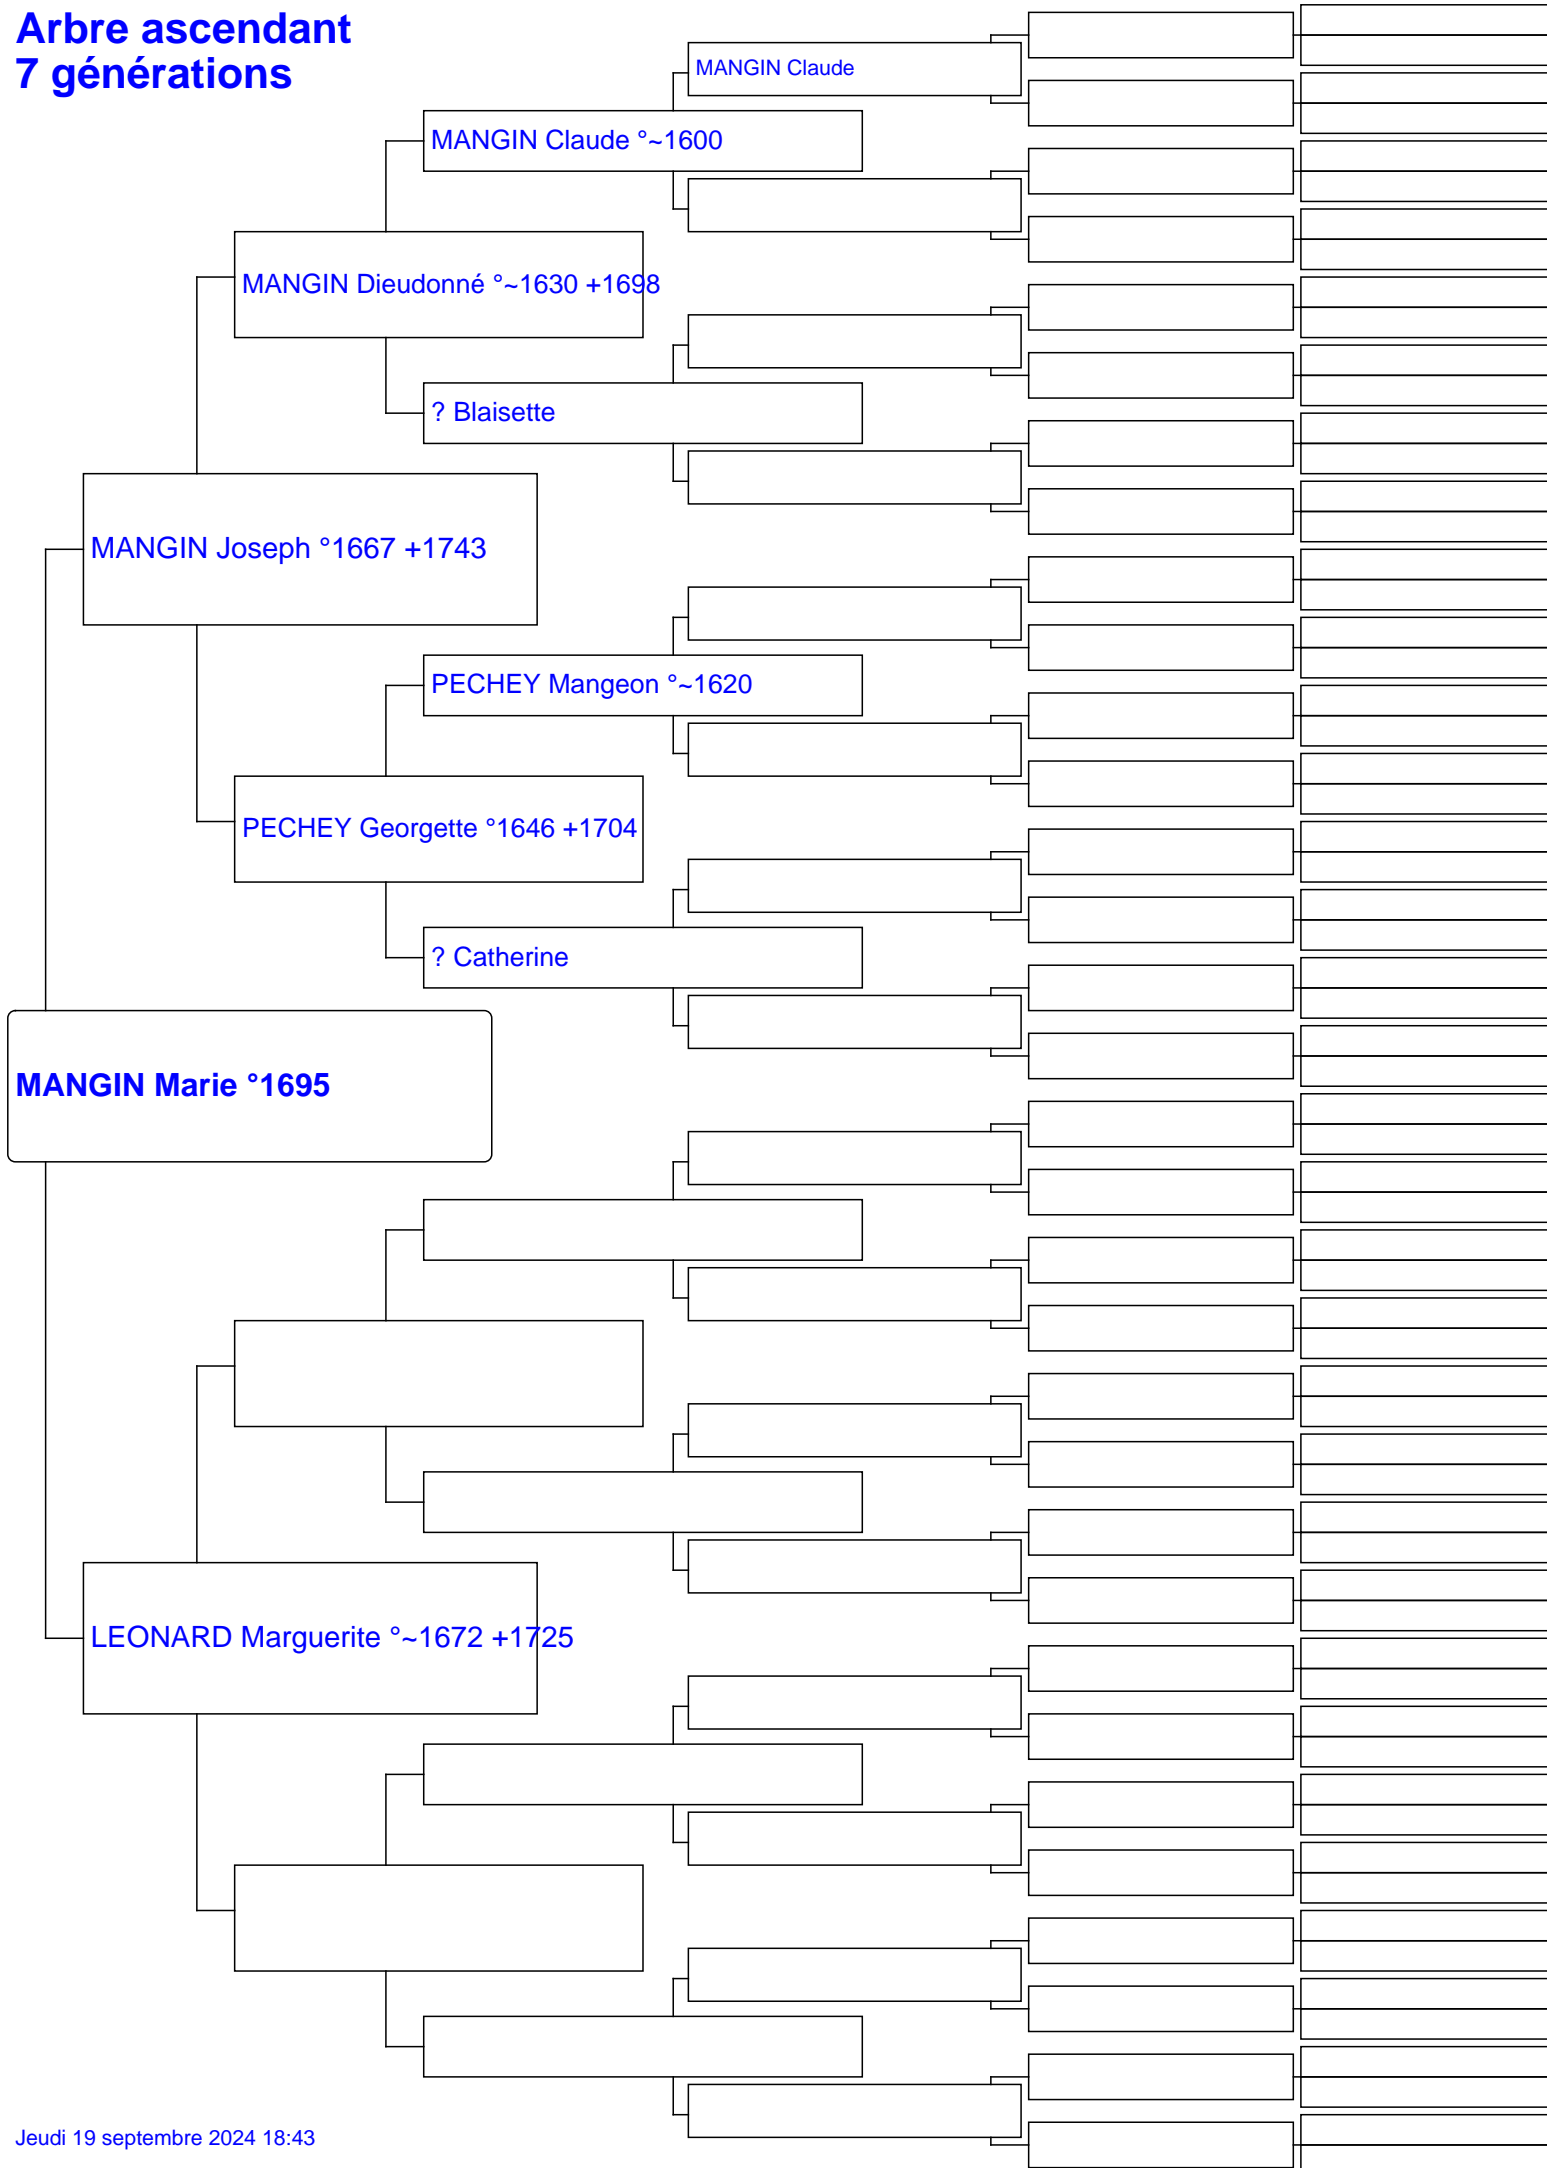 Arbre ascendant
7 générations
MANGIN Claude
MANGIN Claude °~1600
MANGIN Dieudonné °~1630 +1698
? Blaisette
MANGIN Joseph °1667 +1743
PECHEY Mangeon °~1620
PECHEY Georgette °1646 +1704
? Catherine
MANGIN Marie °1695
LEONARD Marguerite °~1672 +1725
Jeudi 19 septembre 2024 18:43